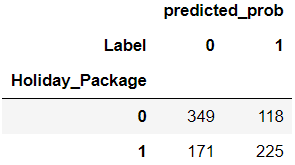 predicted_prob
Label 0 1
Holiday_Package
0 349 118
1 171 225